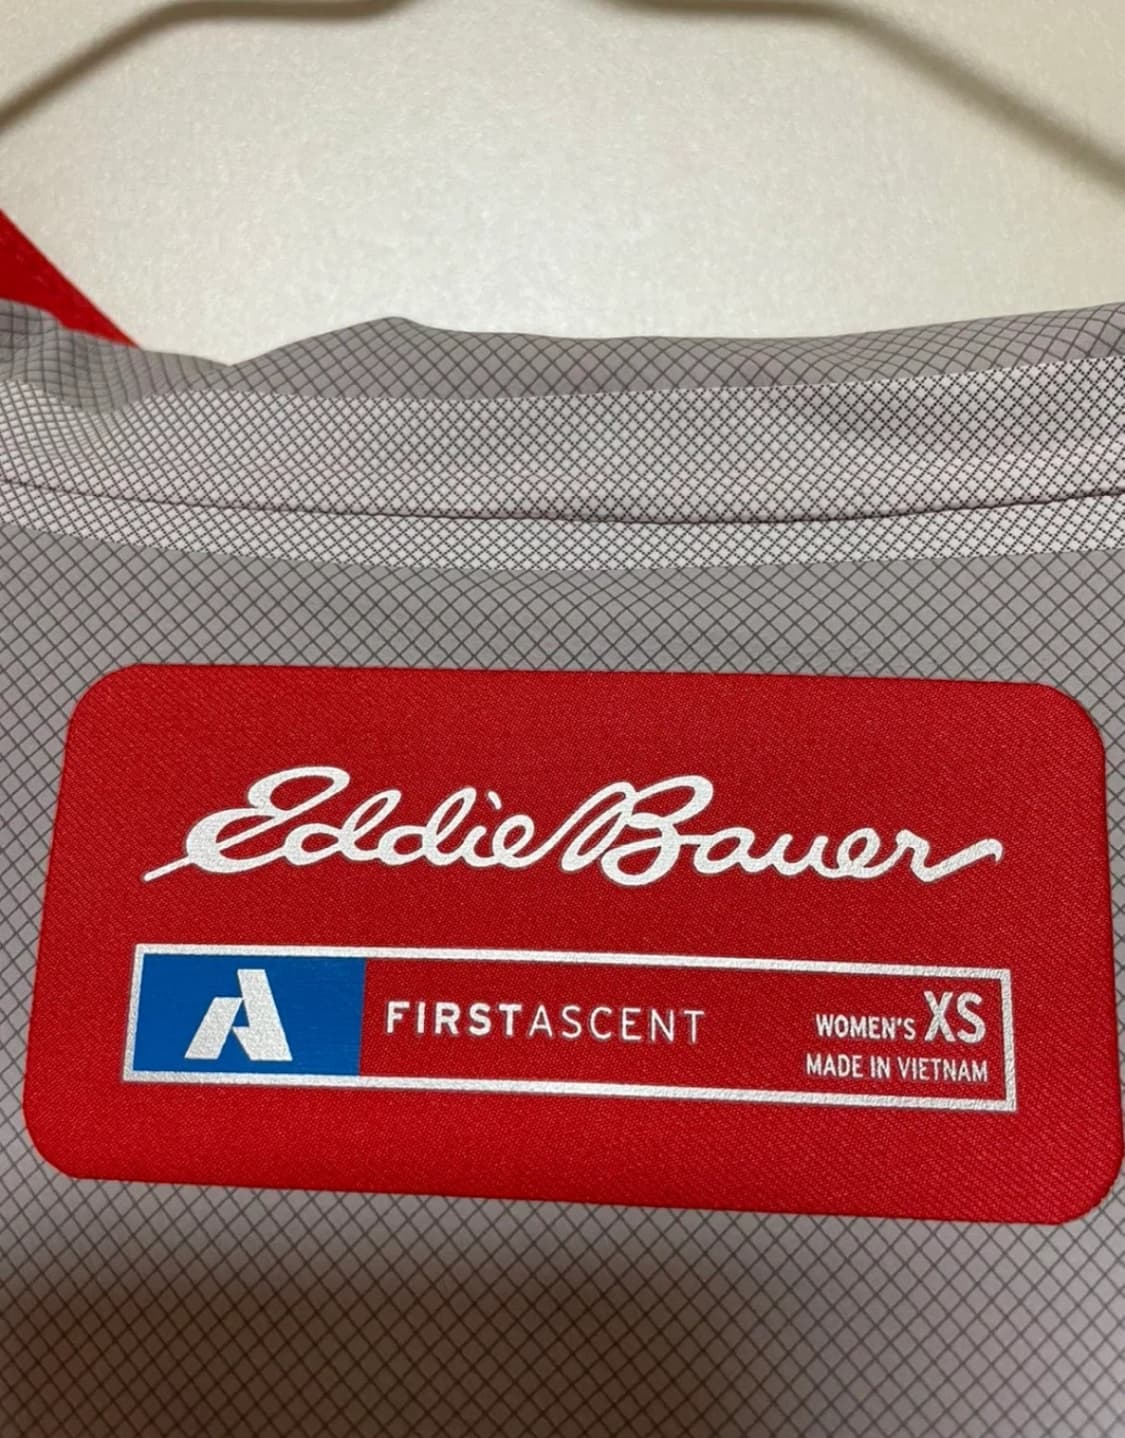 Eddie Bauer
FIRSTASCENT
WOMEN'S XS
MADE IN VIETNAM